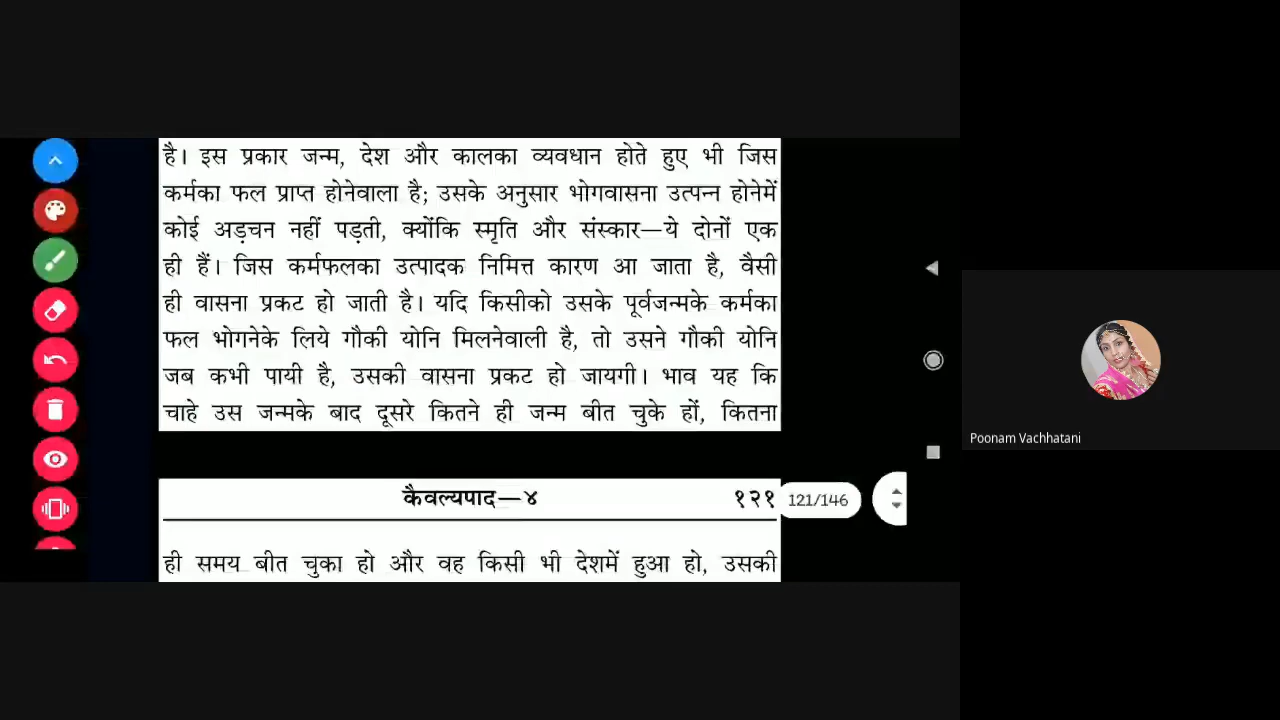 है। इस प्रकार जन्म, देश और कालका व्यवधान होते हुए भी जिस
कर्मका फल प्राप्त होनेवाला है; उसके अनुसार भोगवासना उत्पन्न होनेमें
कोई अड़चन नहीं पड़ती, क्योंकि स्मृति और संस्कार—ये दोनों एक
ही हैं। जिस कर्मफलका उत्पादक निमित्त कारण आ जाता है, वैसी
ही वासना प्रकट हो जाती है। यदि किसीको उसके पूर्वजन्मके कर्मका
फल भोगनेके लिये गौकी योनि मिलनेवाली है, तो उसने गौकी योनि
जब कभी पायी है, उसकी वासना प्रकट हो जायगी। भाव यह कि
चाहे उस जन्मके बाद दूसरे कितने ही जन्म बीत चुके हों, कितना
कैवल्यपाद—४ १२१
121/146
ही समय बीत चुका हो और वह किसी भी देशमें हुआ हो, उसकी
Poonam Vachhatani